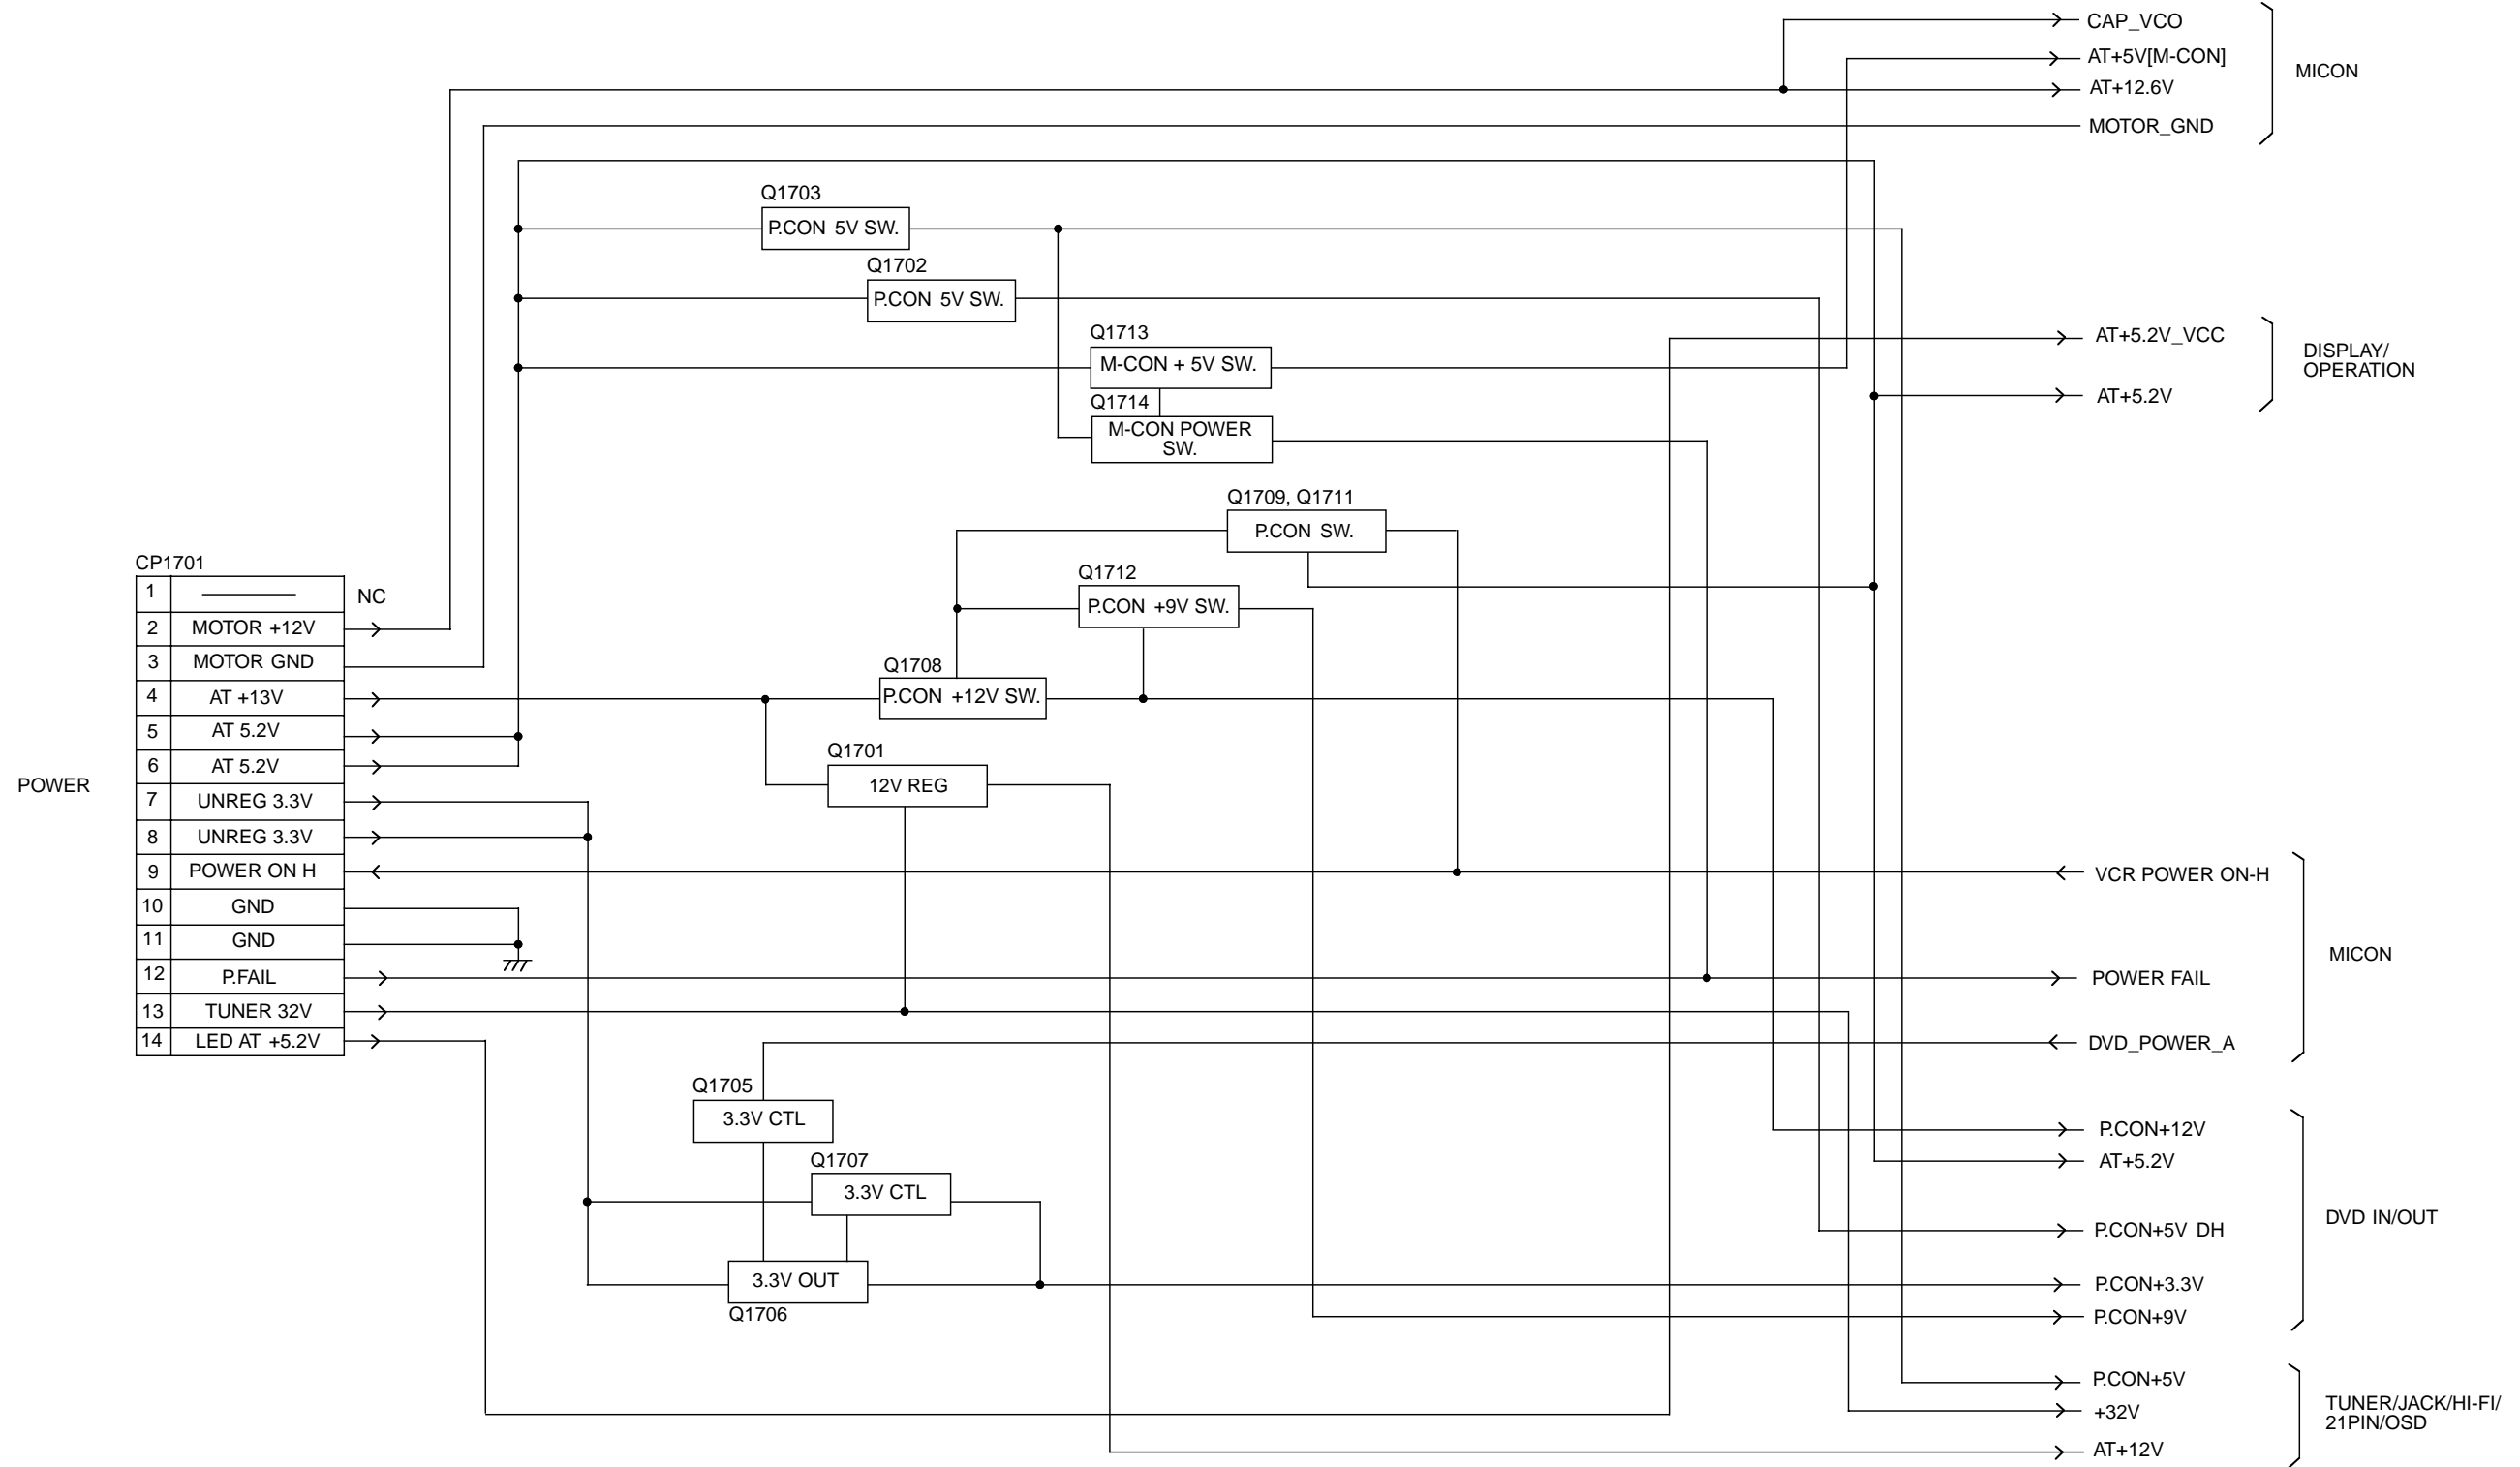 CAP_VCO
AT+5V[M-CON]
AT+12.6V
MOTOR_GND
MICON
Q1703
P.CON 5V SW.
Q1702
P.CON 5V SW.
Q1713
M-CON + 5V SW.
Q1714
M-CON POWER
SW.
AT+5.2V_VCC
AT+5.2V
DISPLAY/
OPERATION
Q1709, Q1711
P.CON SW.
Q1712
P.CON +9V SW.
Q1708
P.CON +12V SW.
Q1701
12V REG
POWER
CP1701
1 NC
2 MOTOR +12V
3 MOTOR GND
4 AT +13V
5 AT 5.2V
6 AT 5.2V
7 UNREG 3.3V
8 UNREG 3.3V
9 POWER ON H
10 GND
11 GND
12 P.FAIL
13 TUNER 32V
14 LED AT +5.2V
VCR POWER ON-H
POWER FAIL
DVD_POWER_A
MICON
Q1705
3.3V CTL
Q1707
3.3V CTL
3.3V OUT
Q1706
P.CON+12V
AT+5.2V
P.CON+5V DH
P.CON+3.3V
P.CON+9V
DVD IN/OUT
P.CON+5V
+32V
AT+12V
TUNER/JACK/HI-FI/
21PIN/OSD